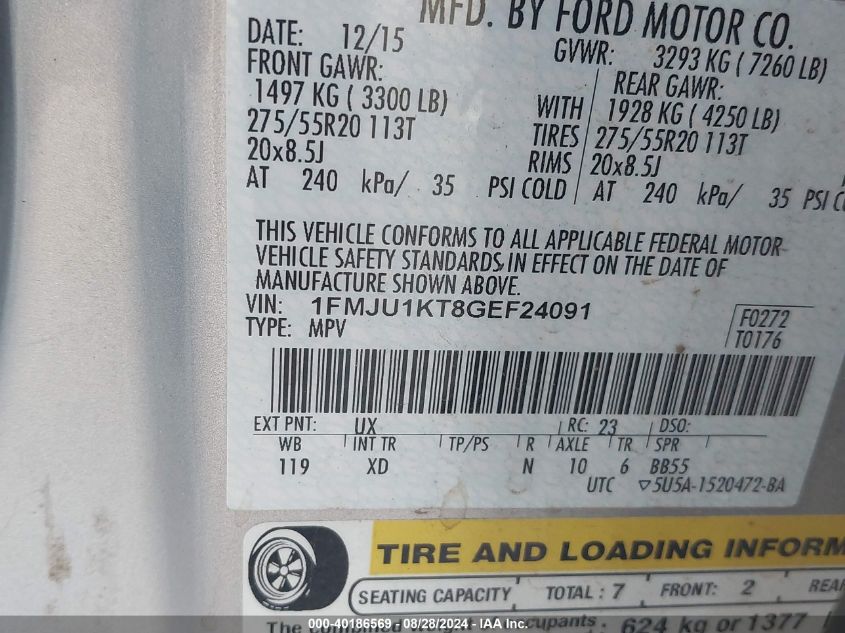 MFD. BY FORD MOTOR CO.
DATE: 12/15 GVWR: 3293 KG ( 7260 LB)
FRONT GAWR: REAR GAWR:
1497 KG ( 3300 LB) WITH 1928 KG ( 4250 LB)
275/55R20 113T TIRES 275/55R20 113T
20x8.5J RIMS 20x8.5J
AT 240 kPa/ 35 PSI COLD AT 240 kPa/ 35 PSI
THIS VEHICLE CONFORMS TO ALL APPLICABLE FEDERAL MOTOR
VEHICLE SAFETY STANDARDS IN EFFECT ON THE DATE OF
MANUFACTURE SHOWN ABOVE.
VIN: 1FMJU1KT8GEF24091
TYPE: MPV
F0272
T0176
EXT PNT: UX RC: 23 DSO:
WB INT TR TP/PS R AXLE TR SPR
119 XD N 10 6 BB55
UTC ▽5U5A-1520472-BA
TIRE AND LOADING INFORM
SEATING CAPACITY TOTAL : 7 FRONT: 2 REAR
The combined weight occupants 624 kg or 1377
000-40186569 - 08/28/2024 - IAA Inc.